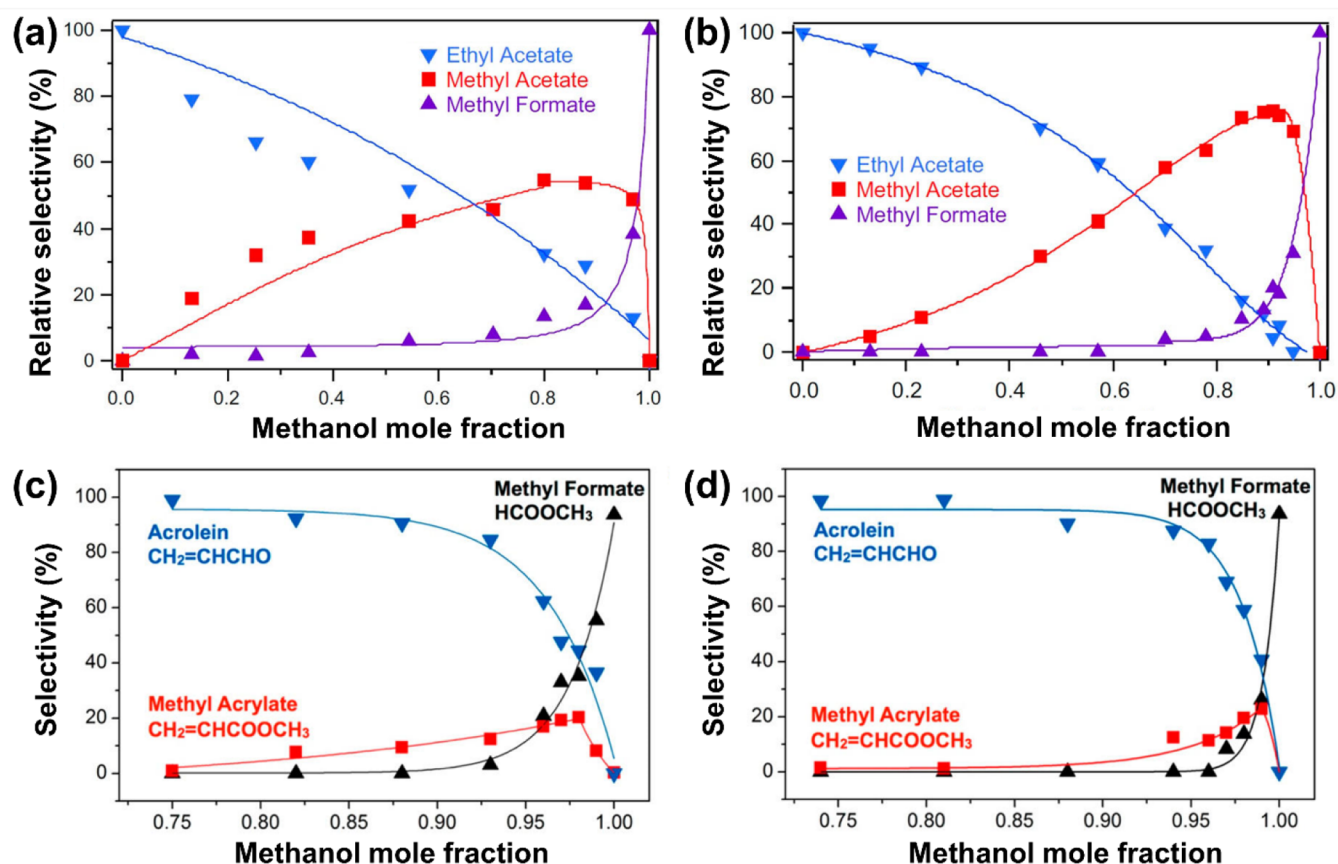 (a)
100
80
60
40
20
0
Relative selectivity (%)
Ethyl Acetate
Methyl Acetate
Methyl Formate
0.0 0.2 0.4 0.6 0.8 1.0
Methanol mole fraction
(b)
100
80
60
40
20
0
Relative selectivity (%)
Ethyl Acetate
Methyl Acetate
Methyl Formate
0.0 0.2 0.4 0.6 0.8 1.0
Methanol mole fraction
(c)
100
80
60
40
20
0
Selectivity (%)
Methyl Formate
HCOOCH₃
Acrolein
CH₂=CHCHO
Methyl Acrylate
CH₂=CHCOOCH₃
0.75 0.80 0.85 0.90 0.95 1.00
Methanol mole fraction
(d)
100
80
60
40
20
0
Selectivity (%)
Methyl Formate
HCOOCH₃
Acrolein
CH₂=CHCHO
Methyl Acrylate
CH₂=CHCOOCH₃
0.75 0.80 0.85 0.90 0.95 1.00
Methanol mole fraction